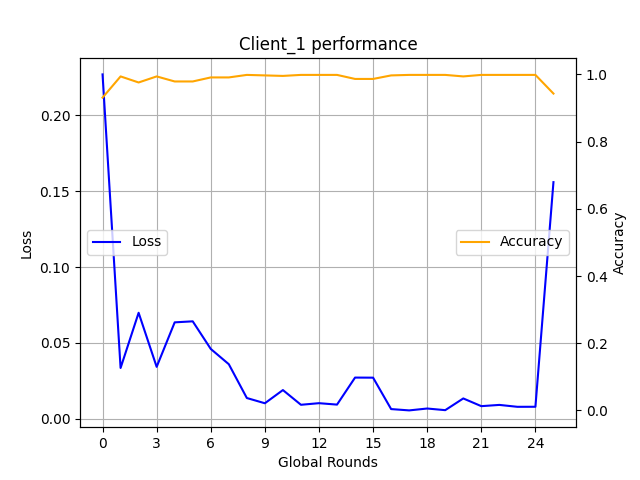 Client_1 performance
Loss
0.20
0.15
0.10
0.05
0.00
Loss
Accuracy
1.0
0.8
0.6
0.4
0.2
0.0
Accuracy
0 3 6 9 12 15 18 21 24
Global Rounds